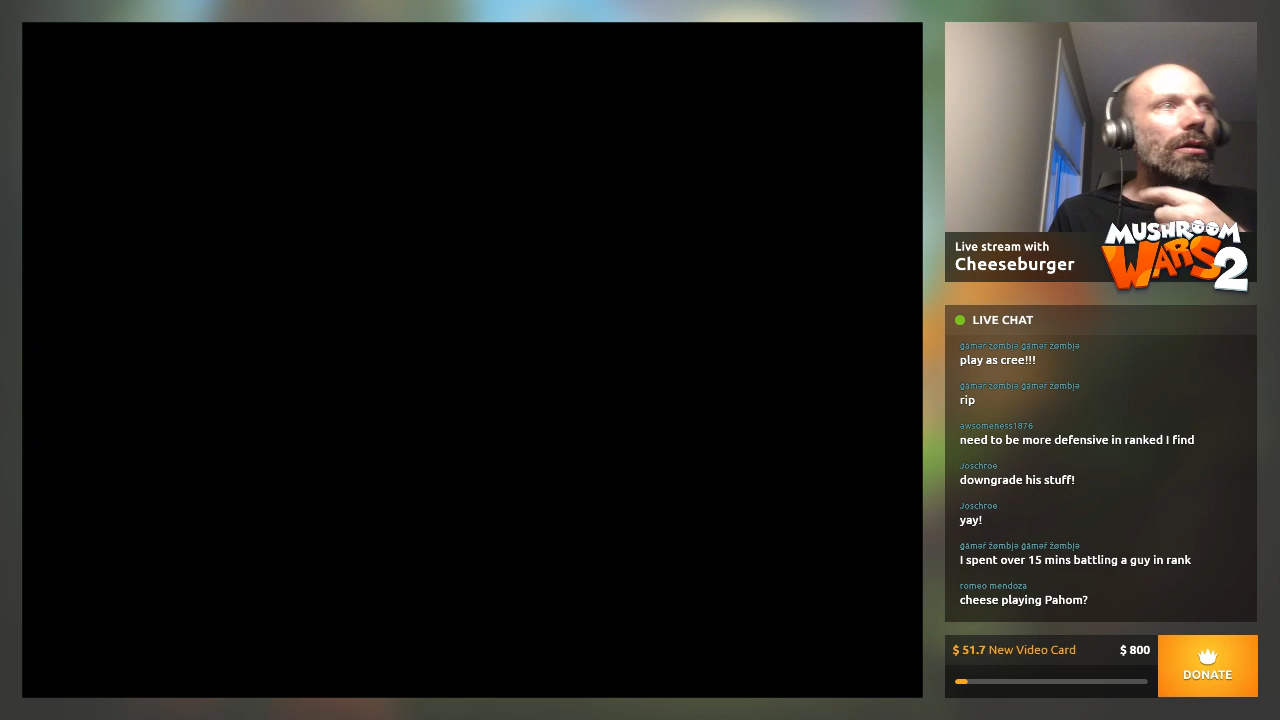 Live stream with
Cheeseburger
MUSHROOM
WARS 2
LIVE CHAT
play as cree!!!
rip
awsomeness1876
need to be more defensive in ranked I find
Joschroe
downgrade his stuff!
Joschroe
yay!
I spent over 15 mins battling a guy in rank
romeo mendoza
cheese playing Pahom?
$ 51.7 New Video Card $ 800
DONATE